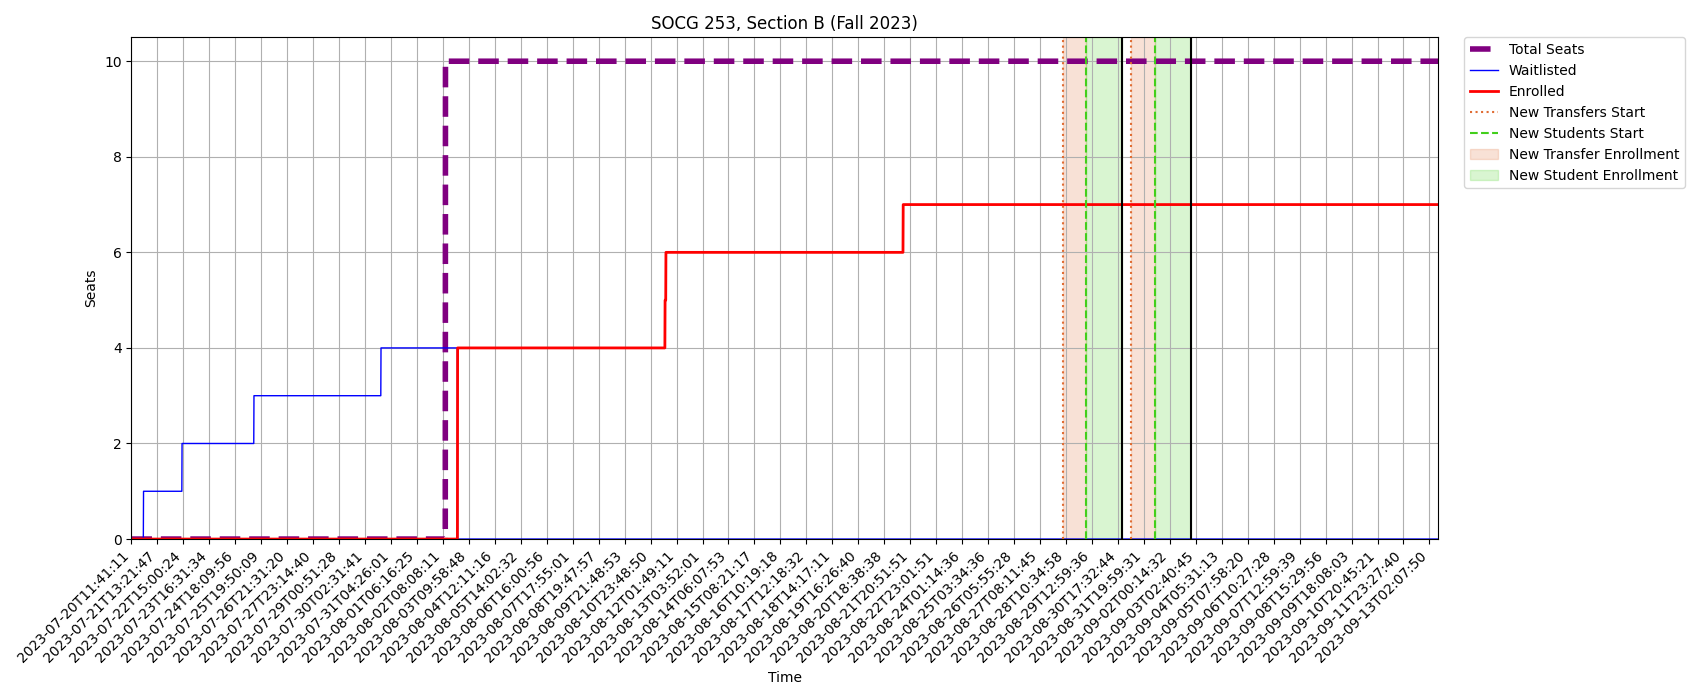 SOCG 253, Section B (Fall 2023)
10
8
6
4
2
0
Seats
2023-07-20T11:41:11
2023-07-21T13:21:47
2023-07-22T15:00:24
2023-07-23T16:31:34
2023-07-24T18:09:56
2023-07-25T19:50:09
2023-07-26T21:31:20
2023-07-27T23:14:40
2023-07-29T00:51:28
2023-07-30T02:31:41
2023-07-31T04:26:01
2023-08-01T06:16:25
2023-08-02T08:08:11
2023-08-03T09:58:48
2023-08-04T12:11:16
2023-08-05T14:02:32
2023-08-06T16:00:56
2023-08-07T17:55:01
2023-08-08T19:47:57
2023-08-09T21:48:53
2023-08-10T23:48:50
2023-08-12T01:49:11
2023-08-13T03:52:01
2023-08-14T06:07:53
2023-08-15T08:21:17
2023-08-16T10:19:18
2023-08-17T12:18:32
2023-08-18T14:17:11
2023-08-19T16:26:40
2023-08-20T18:38:38
2023-08-21T20:51:51
2023-08-22T23:01:51
2023-08-24T01:14:36
2023-08-25T03:34:36
2023-08-26T05:55:28
2023-08-27T08:11:45
2023-08-28T10:34:58
2023-08-29T12:59:36
2023-08-30T17:32:44
2023-08-31T19:59:31
2023-09-02T00:14:32
2023-09-03T02:40:45
2023-09-04T05:31:13
2023-09-05T07:58:20
2023-09-06T10:27:28
2023-09-07T12:59:39
2023-09-08T15:29:56
2023-09-09T18:08:03
2023-09-10T20:45:21
2023-09-11T23:27:40
2023-09-13T02:07:50
Time
Total Seats
Waitlisted
Enrolled
New Transfers Start
New Students Start
New Transfer Enrollment
New Student Enrollment